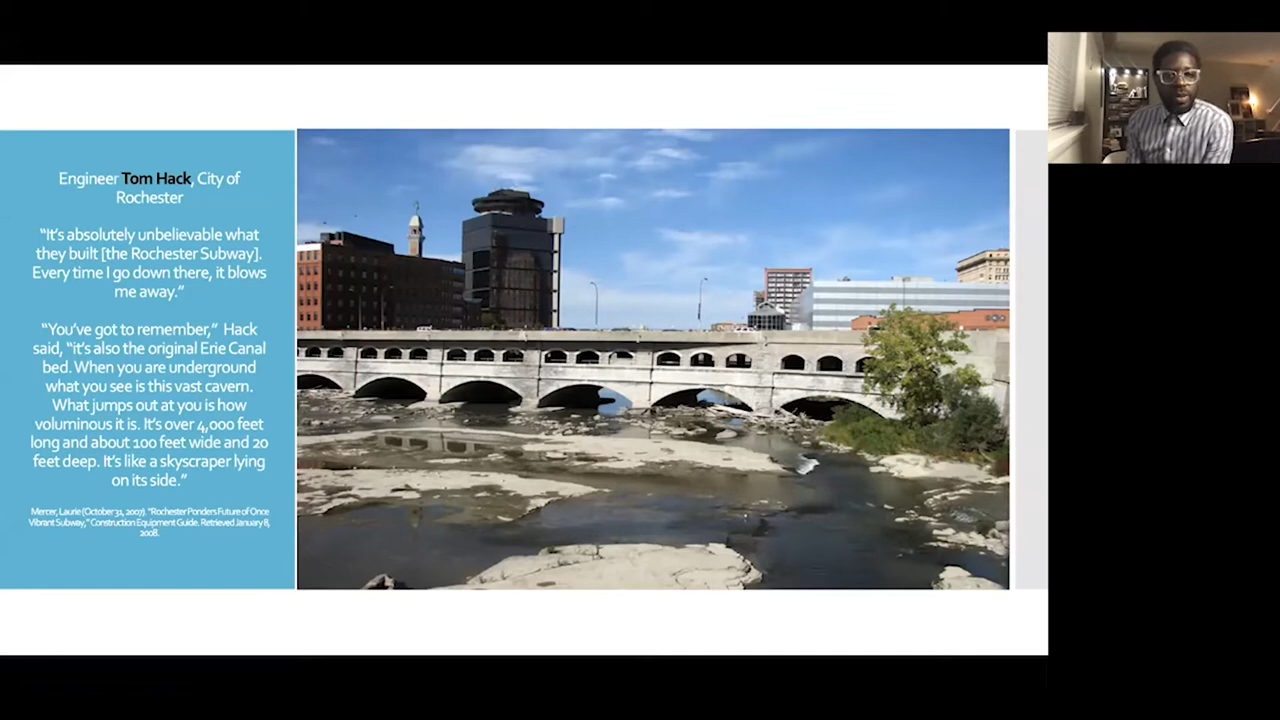 Engineer Tom Hack, City of
Rochester
“It's absolutely unbelievable what
they built [the Rochester Subway].
Every time I go down there, it blows
me away.”
“You've got to remember,” Hack
said, “it's also the original Erie Canal
bed. When you are underground
what you see is this vast cavern.
What jumps out at you is how
voluminous it is. It's over 4,000 feet
long and about 100 feet wide and 20
feet deep. It's like a skyscraper lying
on its side.”
Mercer, Laurie (October 31, 2007). “Rochester Ponders Future of Once
Vibrant Subway,” Construction Equipment Guide. Retrieved January 8,
2008.